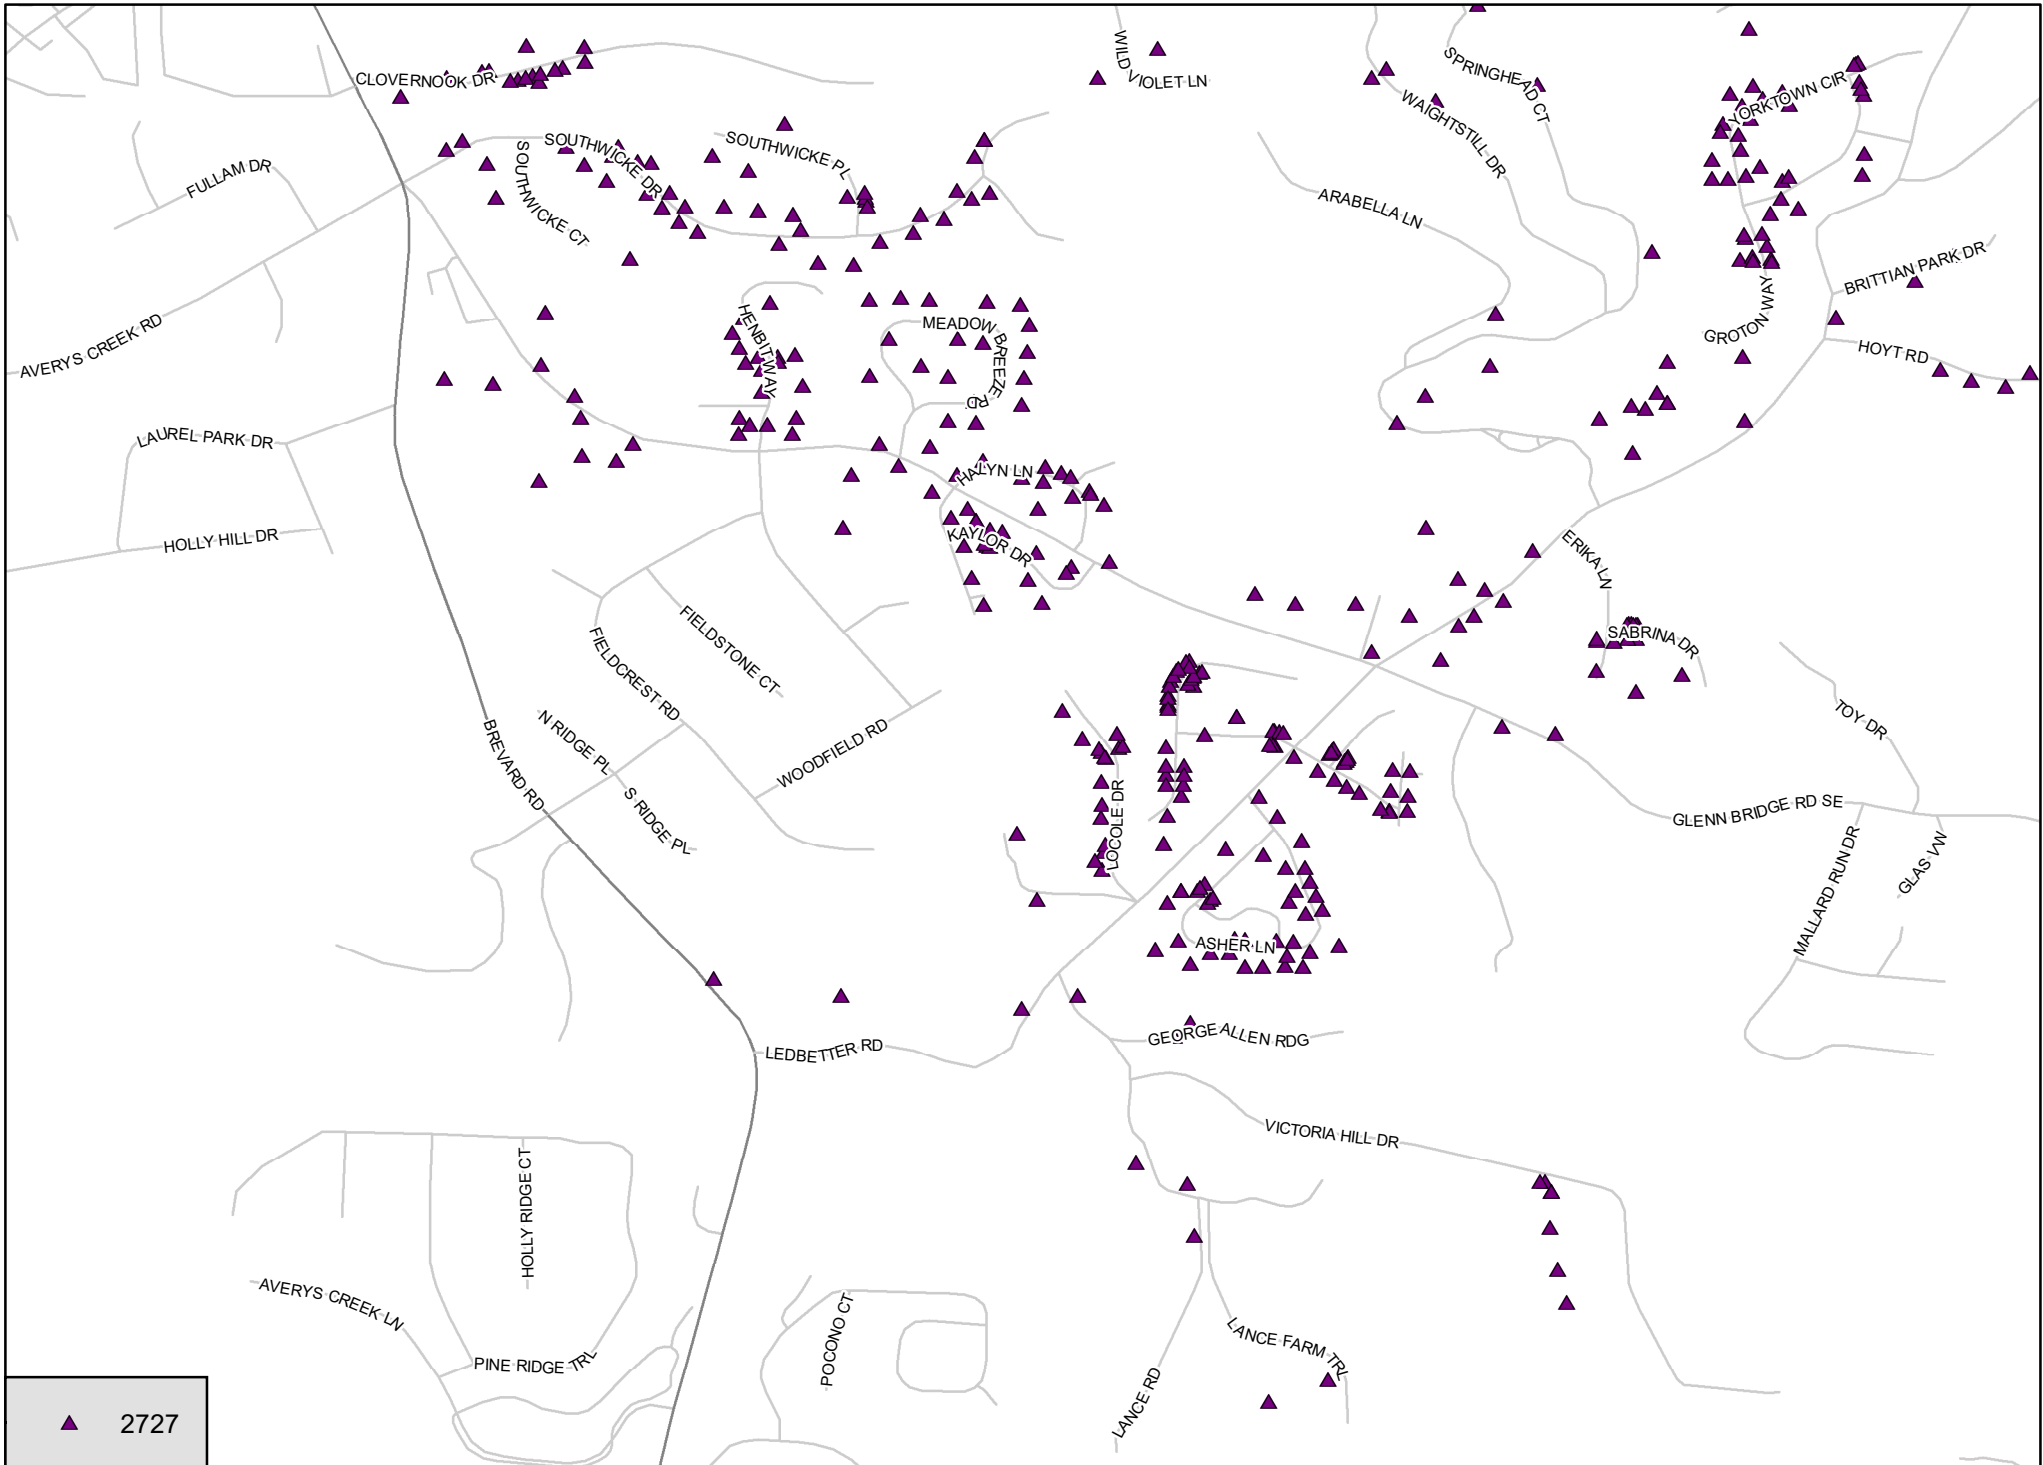 CLOVERNOOK DR
WILD VIOLET LN
SPRINGHEAD CT
WAIGHTSTILL DR
YORKTOWN CIR
SOUTHWICKE DR
SOUTHWICKE PL
SOUTHWICKE CT
FULLAM DR
ARABELLA LN
BRITTIAN PARK DR
GROTON WAY
HOYT RD
AVERYS CREEK RD
HENBIT WAY
MEADOW BREEZE RD
LAUREL PARK DR
HALYN LN
HOLLY HILL DR
KAYLOR DR
ERIKA LN
SABRINA DR
FIELDSTONE CT
FIELDCREST RD
N RIDGE PL
BREVARD RD
WOODFIELD RD
TOY DR
S RIDGE PL
LOCOLE DR
GLENN BRIDGE RD SE
MALLARD RUN DR
GLAS VW
ASHER LN
GEORGE ALLEN RDG
LEDBETTER RD
VICTORIA HILL DR
HOLLY RIDGE CT
AVERYS CREEK LN
PINE RIDGE TRL
POCONO CT
LANCE FARM TRL
LANCE RD
2727